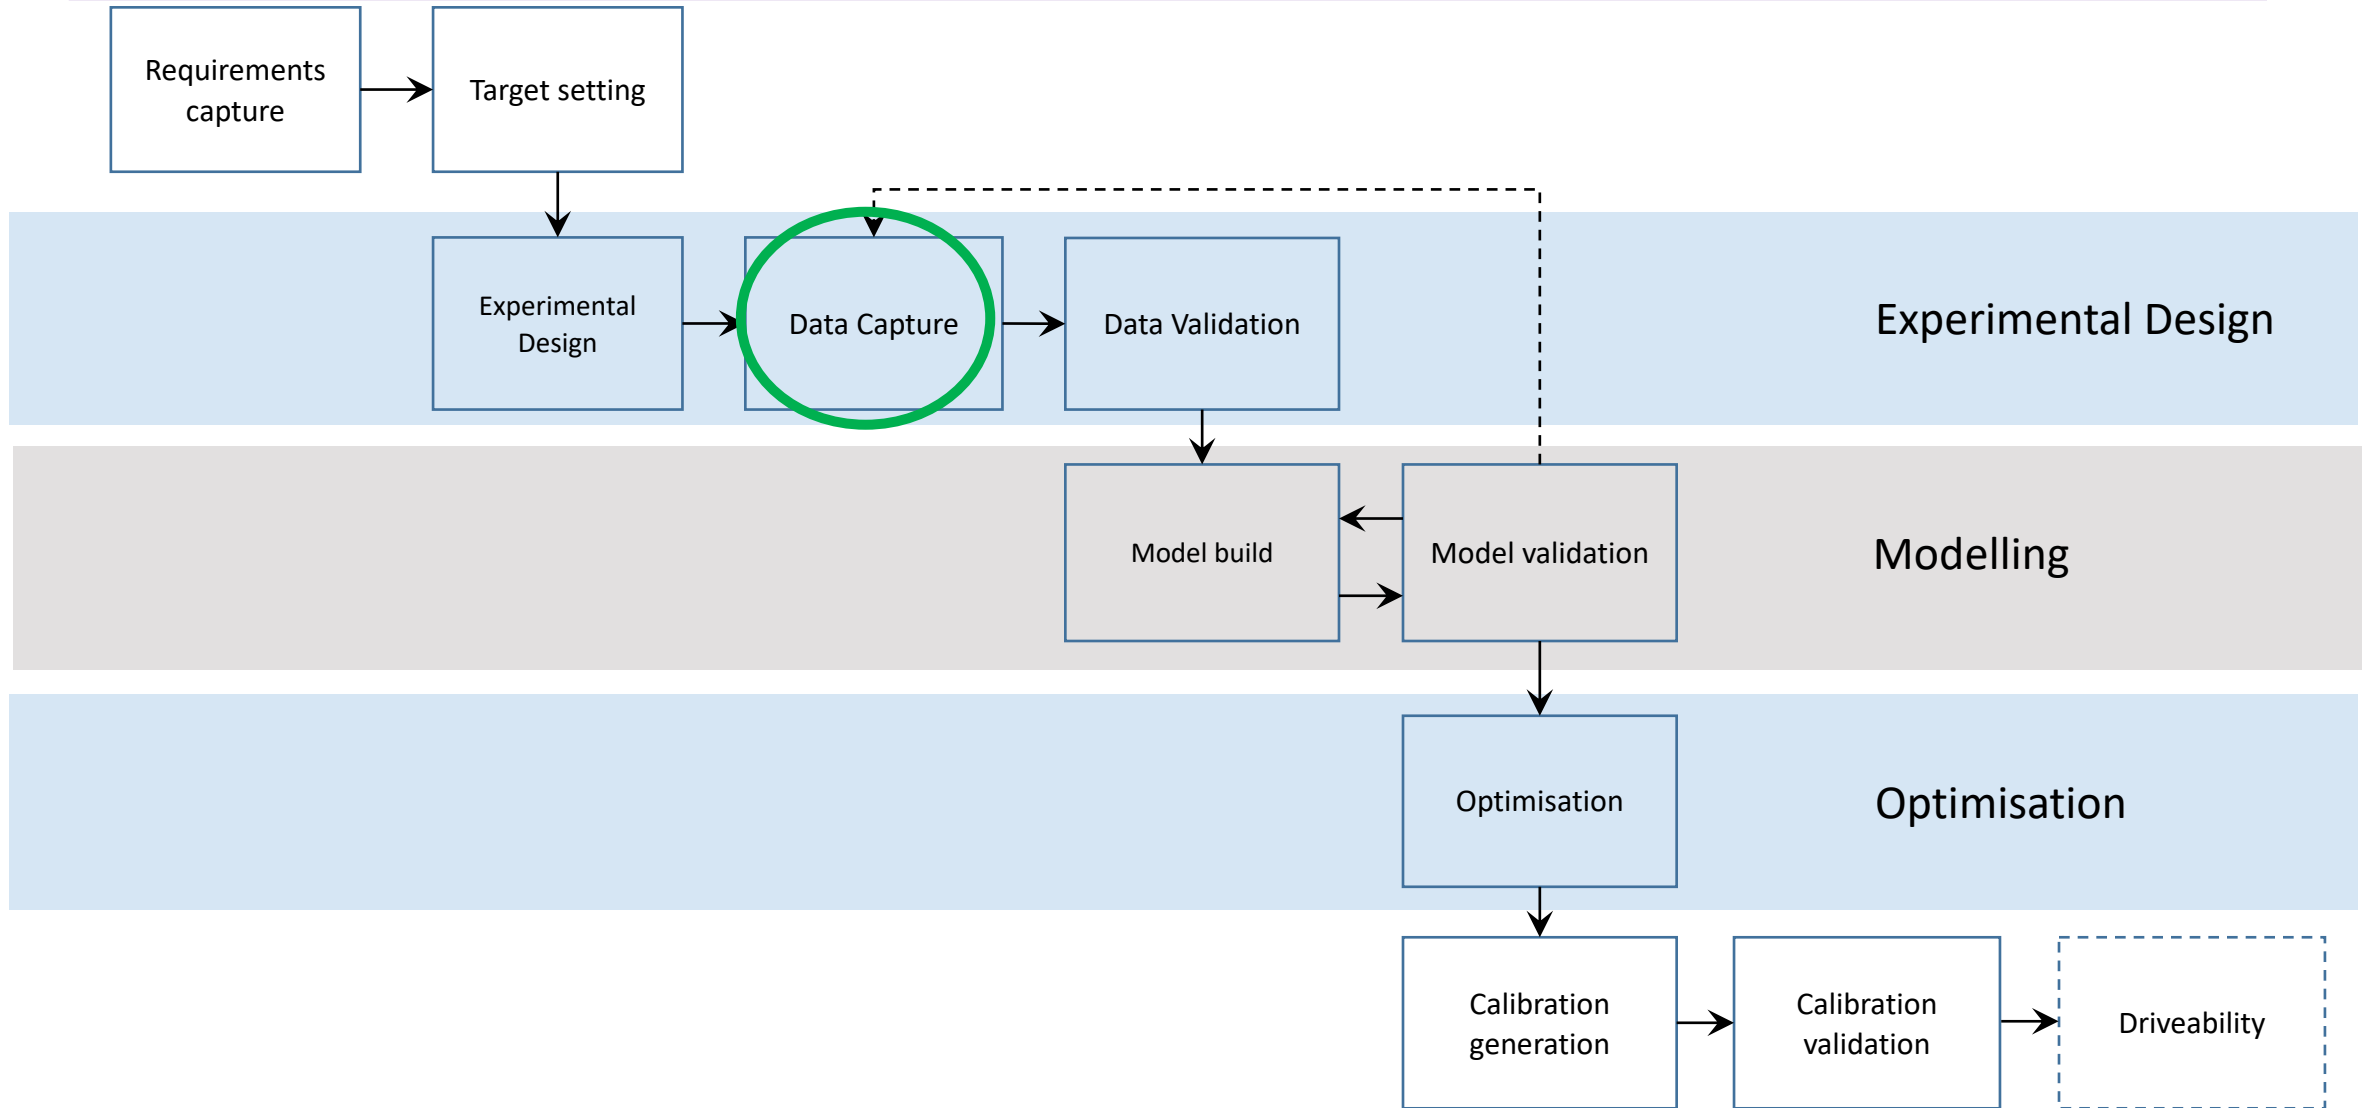 Requirements
capture
Target setting
Experimental
Design
Data Capture
Data Validation
Experimental Design
Model build
Model validation
Modelling
Optimisation
Optimisation
Calibration
generation
Calibration
validation
Driveability